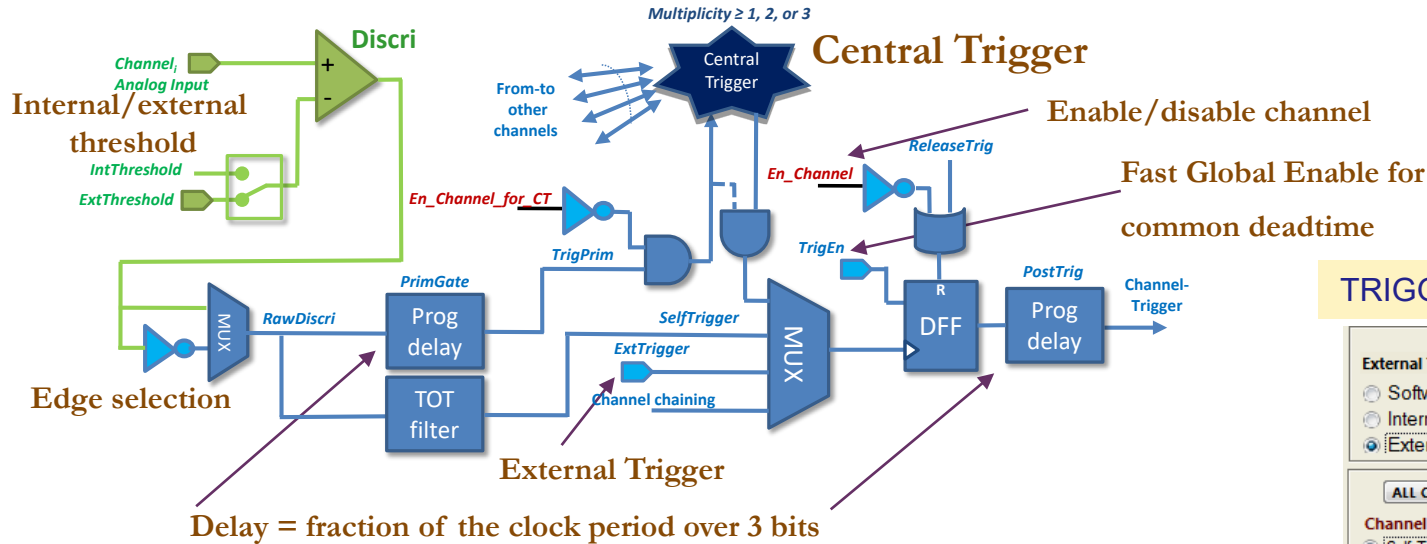 Multiplicity ≥ 1, 2, or 3
Discri
Central Trigger
Central
Trigger
Channeli
Analog Input
+
-
Internal/external
threshold
From-to
other
channels
Enable/disable channel
ReleaseTrig
IntThreshold
ExtThreshold
En_Channel
En_Channel_for_CT
Fast Global Enable for
common deadtime
TrigEn
TrigPrim
PrimGate
PostTrig
R
Channel-
Trigger
TRIGG
MUX
RawDiscri
Prog
delay
SelfTrigger
MUX
DFF
Prog
delay
ExtTrigger
External
Softw
Intern
Exter
Edge selection
TOT
filter
Channel chaining
External Trigger
ALL C
Channel
Delay = fraction of the clock period over 3 bits